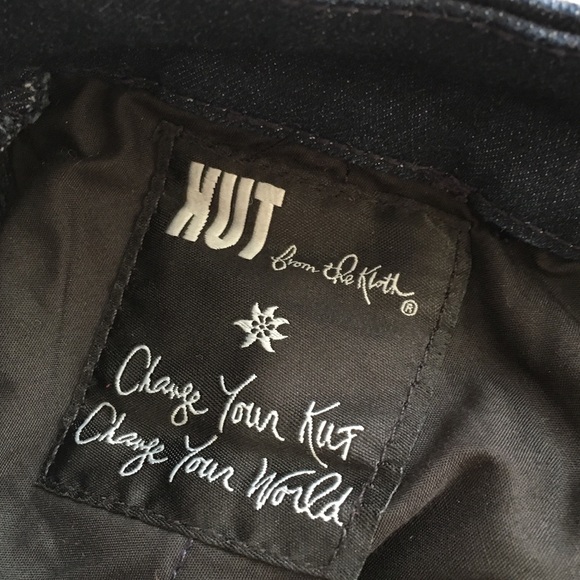 KUT from the Kloth ®
Change Your Kut
Change Your World